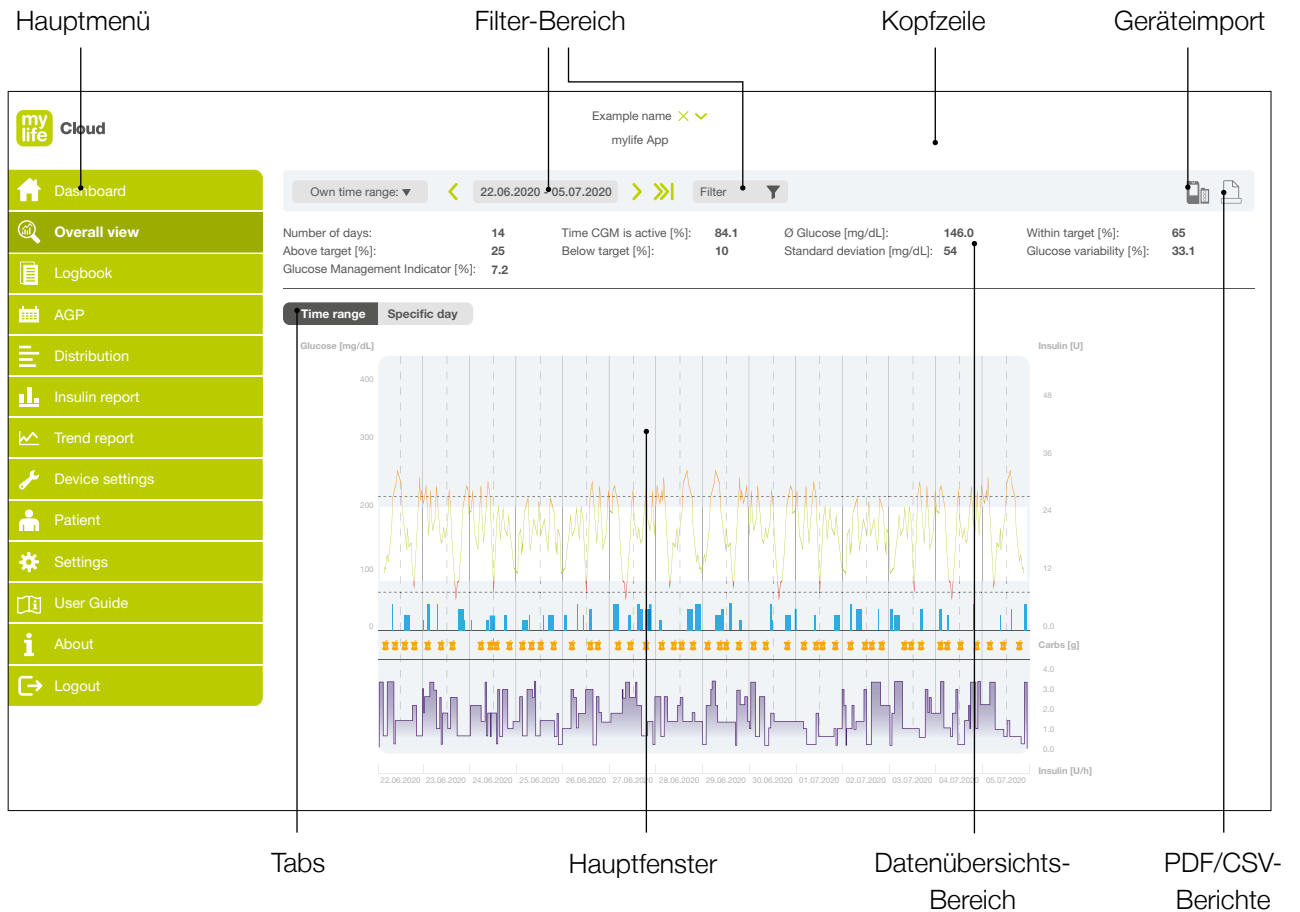 Hauptmenü
Filter-Bereich
Kopfzeile
Geräteimport
my
life
Cloud
Example name
mylife App
Dashboard
Overall view
Logbook
AGP
Distribution
Insulin report
Trend report
Device settings
Patient
Settings
User Guide
About
Logout
Own time range:
22.06.2020 - 05.07.2020
Filter
Number of days: 14 Time CGM is active [%]: 84.1 Ø Glucose [mg/dL]: 146.0 Within target [%]: 65
Above target [%]: 25 Below target [%]: 10 Standard deviation [mg/dL]: 54 Glucose variability [%]: 33.1
Glucose Management Indicator [%]: 7.2
Time range Specific day
Glucose [mg/dL]
Insulin [U]
400
300
200
100
0
48
36
24
12
0.0
Carbs [g]
4.0
3.0
2.0
1.0
0.0
Insulin [U/h]
22.06.2020 23.08.2020 24.06.2020 25.06.2020 26.06.2020 27.06.2020 28.06.2020 29.08.2020 30.06.2020 01.07.2020 02.07.2020 03.07.2020 04.07.2020 05.07.2020
Tabs
Hauptfenster
Datenübersichts-
Bereich
PDF/CSV-
Berichte